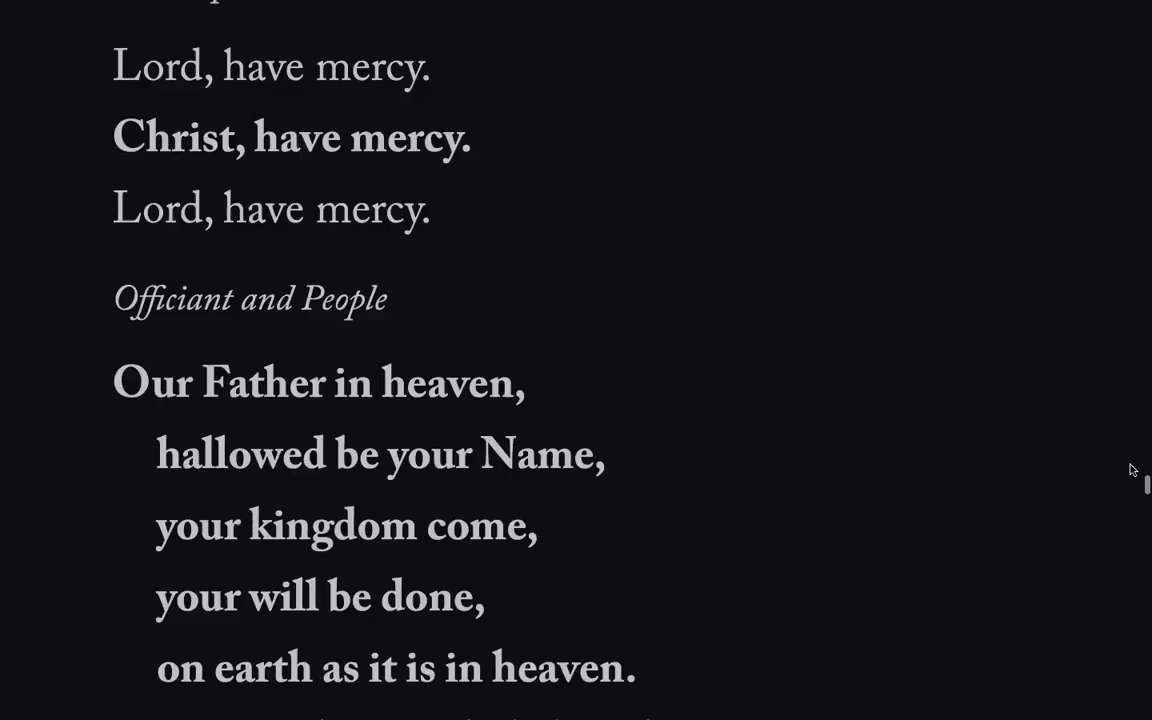 Lord, have mercy.
Christ, have mercy.
Lord, have mercy.
Officiant and People
Our Father in heaven,
hallowed be your Name,
your kingdom come,
your will be done,
on earth as it is in heaven.